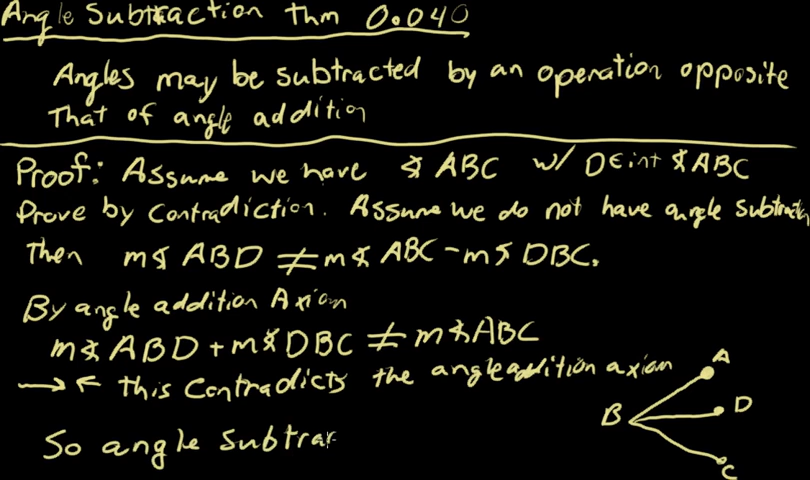 Angle Subtraction Thm 0.040
Angles may be subtracted by an operation opposite
That of angle addition
Proof: Assume we have ∢ ABC w/ D∈int ∢ABC
Prove by Contradiction. Assume we do not have angle subtractn
Then m∢ ABD ≠ m∢ ABC - m∢ DBC.
By angle addition Axiom
m∢ ABD + m∢ DBC ≠ m∢ABC
→← this Contradicts the angle addition axiom
So angle Subtrac
A
B
D
C